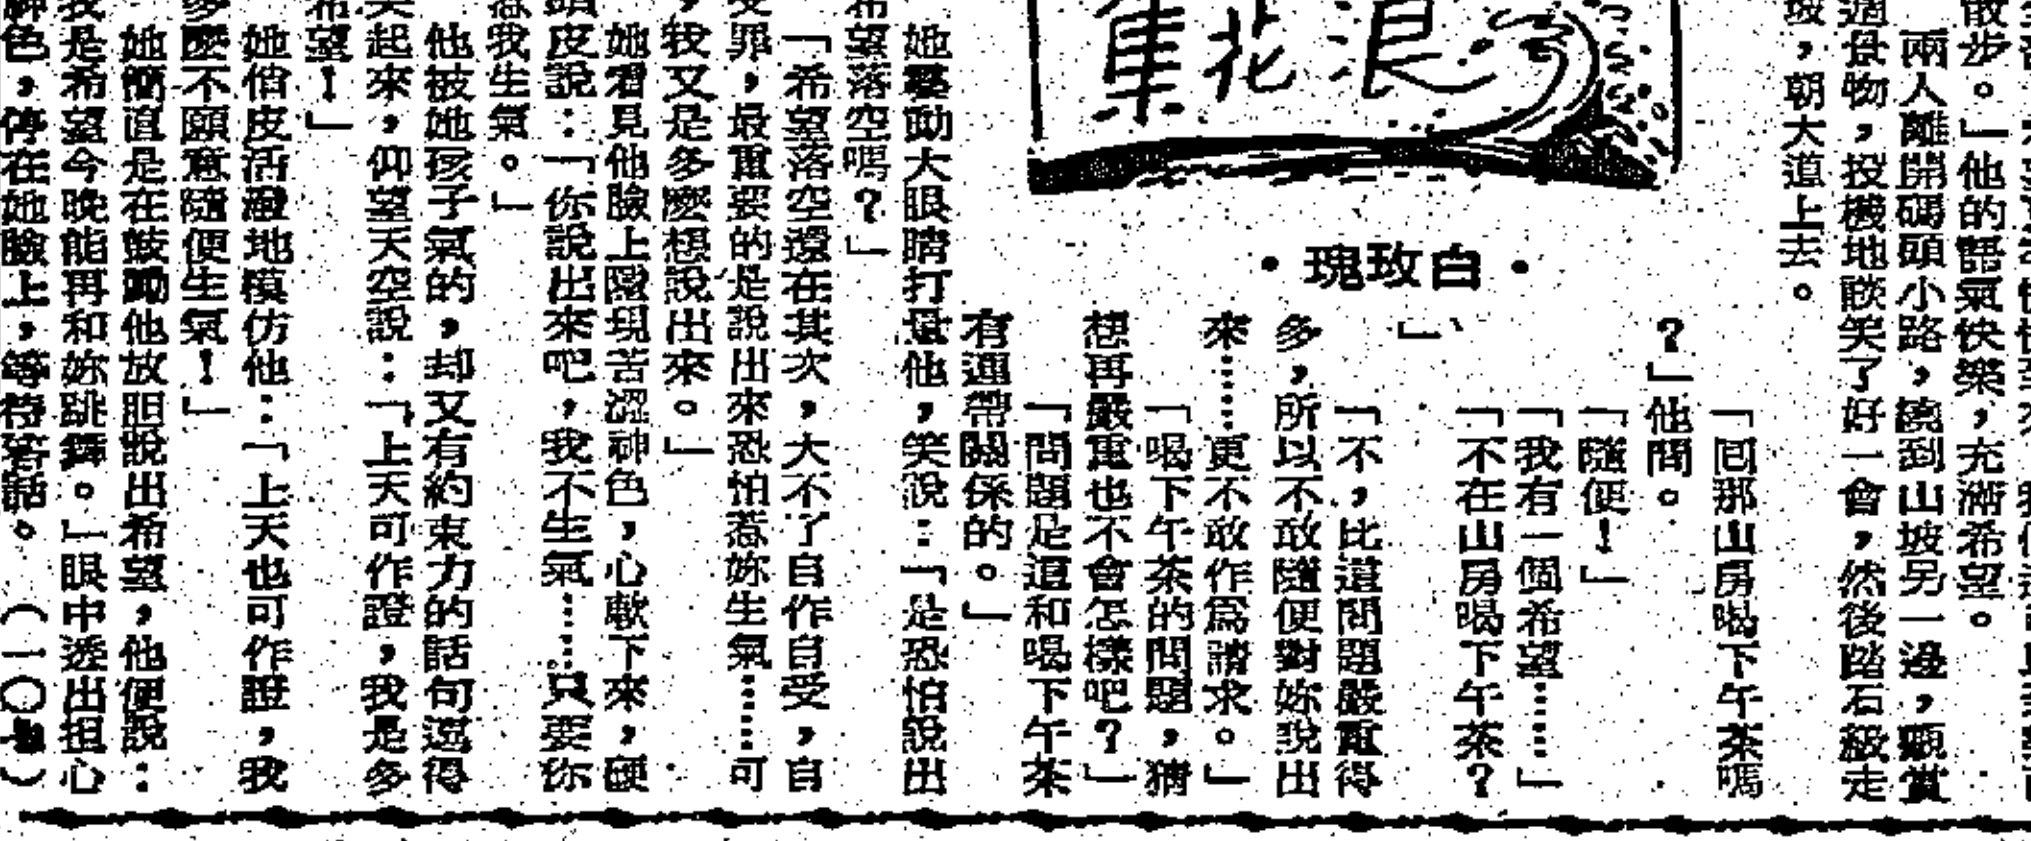 散步。」他的語氣快樂,充滿希望。
兩人離開碼頭小路,繞到山坡另一邊,賞
週景物,投機地談笑了好一會,然後踏石級走
坡,朝大道上去。
浪花集
·白玫瑰·
「囘那山房喝下午茶嗎
?」他問。
「隨便!」
「我有一個希望……」
「不在山房喝下午茶?
」
「不,比這問題嚴重得
多,所以不敢隨便對妳說出
來……更不敢作爲請求。」
「喝下午茶的問題,猜
想再嚴重也不會怎樣吧?」
「問題是這和喝下午茶
有連帶關係的。」
她霎動大眼睛打量他,笑說:「是恐怕說出
希望落空嗎?」
「希望落空還在其次,大不了自作自受,自
受罪,最重要的是說出來恐怕惹妳生氣……可
,我又是多麼想說出來。」
她看見他臉上隱現苦澀神色,心軟下來,硬
頭皮說:「你說出來吧,我不生氣……只要你
惹我生氣。」
他被她孩子氣的,却又有約束力的話句逗得
笑起來,仰望天空說:「上天可作證,我是多
希望!」
她俏皮活潑地模仿他:「上天也可作證,我
多麼不願意隨便生氣!」
她簡直是在鼓勵他放胆說出希望,他便說:
我是希望今晚能再和妳跳舞。」眼中透出担心
神色,停在她臉上,等待答話。(一〇七)